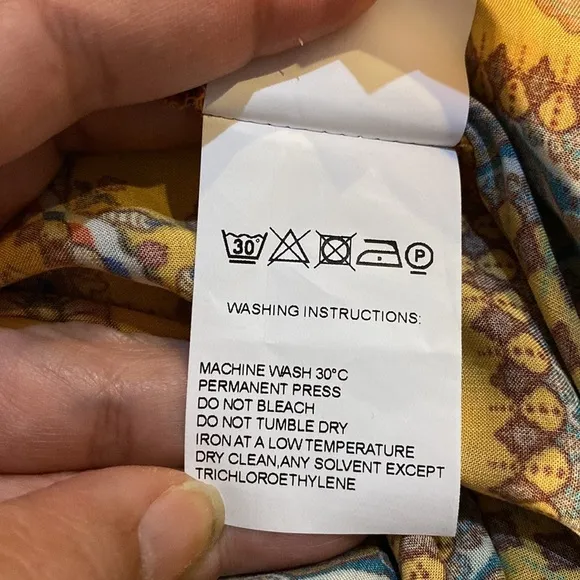 30° P
WASHING INSTRUCTIONS:
MACHINE WASH 30°C
PERMANENT PRESS
DO NOT BLEACH
DO NOT TUMBLE DRY
IRON AT A LOW TEMPERATURE
DRY CLEAN,ANY SOLVENT EXCEPT
TRICHLOROETHYLENE